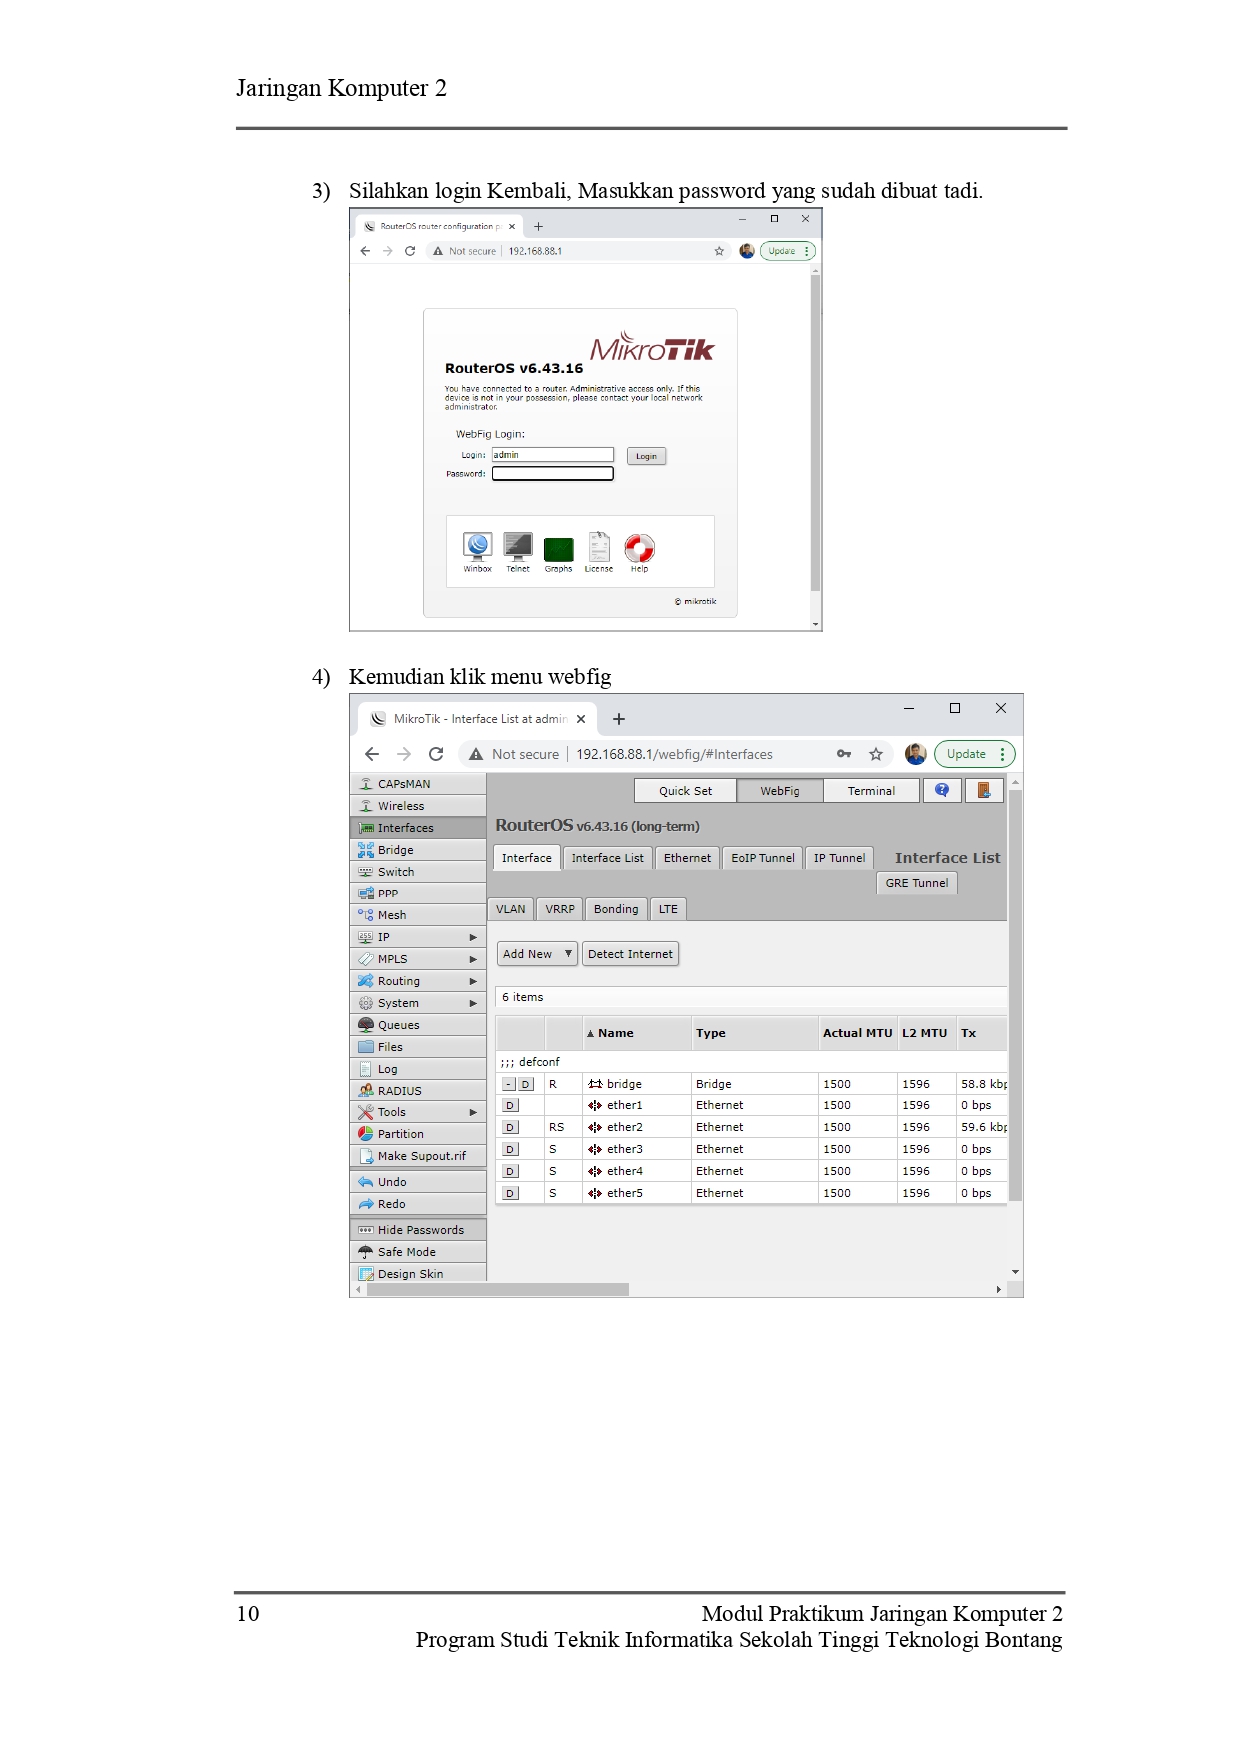 Jaringan Komputer 2
3) Silahkan login Kembali, Masukkan password yang sudah dibuat tadi.
RouterOS router configuration p
Not secure | 192.168.88.1
Update
MikroTik
RouterOS v6.43.16
You have connected to a router. Administrative access only. If this
device is not in your possession, please contact your local network
administrator.
WebFig Login:
Login: admin Login
Password:
Winbox Telnet Graphs License Help
© mikrotik
4) Kemudian klik menu webfig
MikroTik - Interface List at admin
Not secure | 192.168.88.1/webfig/#Interfaces
Update
CAPsMAN
Wireless
Interfaces
Bridge
Switch
PPP
Mesh
IP
MPLS
Routing
System
Queues
Files
Log
RADIUS
Tools
Partition
Make Supout.rif
Undo
Redo
Hide Passwords
Safe Mode
Design Skin
Quick Set WebFig Terminal
RouterOS v6.43.16 (long-term)
Interface Interface List Ethernet EoIP Tunnel IP Tunnel Interface List
GRE Tunnel
VLAN VRRP Bonding LTE
Add New ▼ Detect Internet
6 items
▲ Name Type Actual MTU L2 MTU Tx
;;; defconf
- D R bridge Bridge 1500 1596 58.8 kbp
D ether1 Ethernet 1500 1596 0 bps
D RS ether2 Ethernet 1500 1596 59.6 kbp
D S ether3 Ethernet 1500 1596 0 bps
D S ether4 Ethernet 1500 1596 0 bps
D S ether5 Ethernet 1500 1596 0 bps
10 Modul Praktikum Jaringan Komputer 2
Program Studi Teknik Informatika Sekolah Tinggi Teknologi Bontang